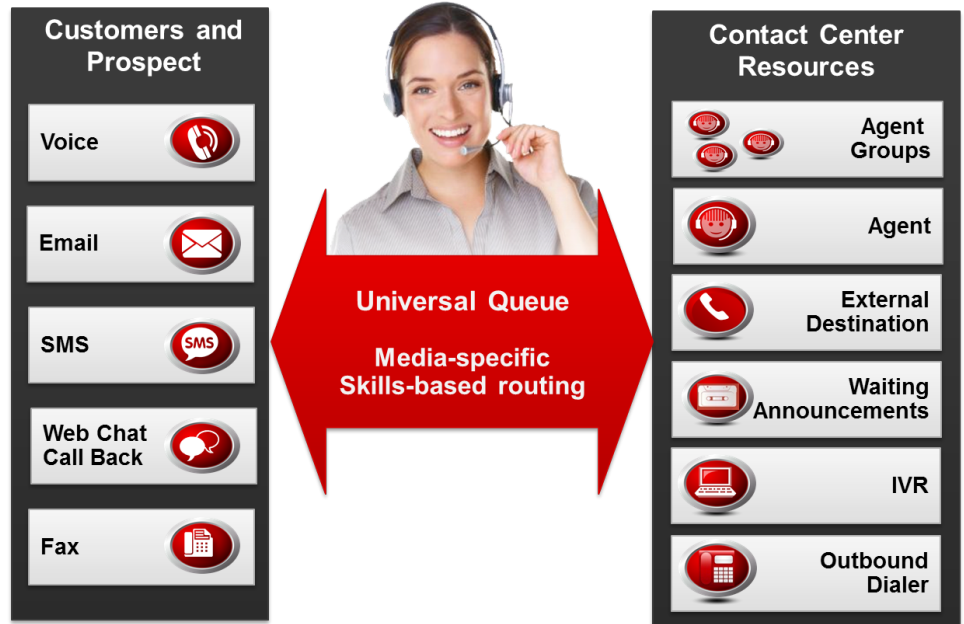 Customers and
Prospect
Voice
Email
SMS
SMS
Web Chat
Call Back
Fax
Universal Queue
Media-specific
Skills-based routing
Contact Center
Resources
Agent
Groups
Agent
External
Destination
Waiting
Announcements
IVR
Outbound
Dialer